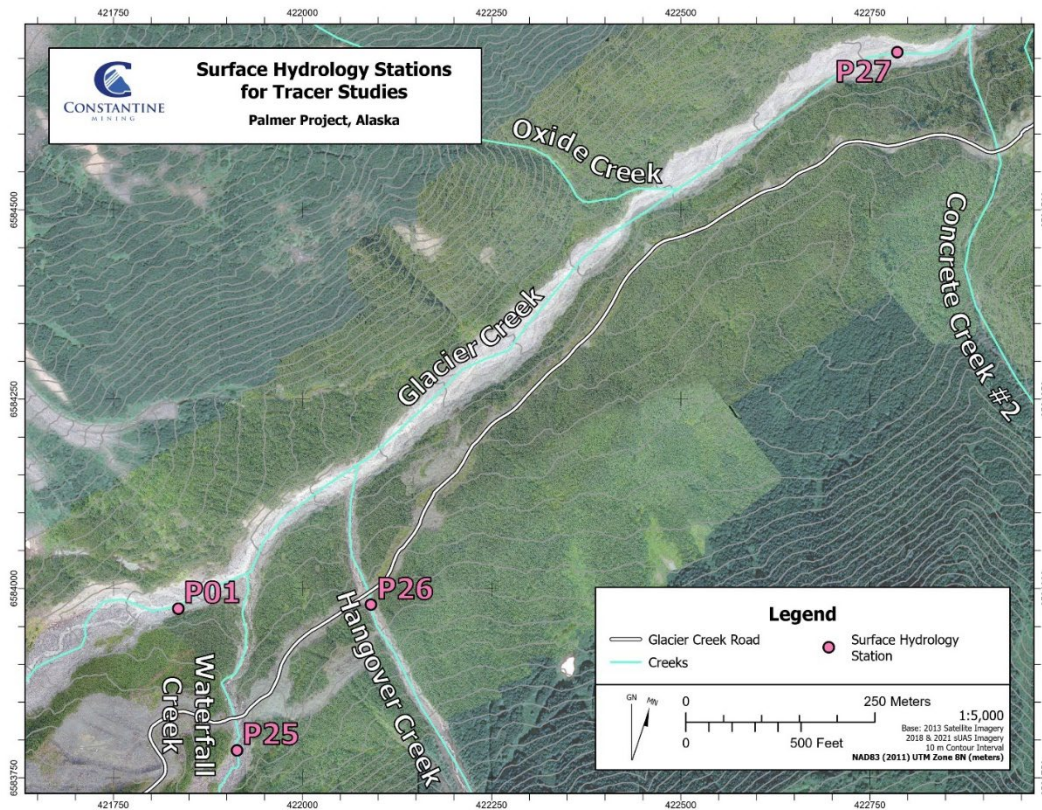 421750
422000
422250
422500
422750
CONSTANTINE
MINING
Surface Hydrology Stations
for Tracer Studies
Palmer Project, Alaska
P27
Oxide Creek
6584500
6584500
Concrete Creek #2
Glacier Creek
6584250
6584250
6584000
6584000
P01
P26
Hangover Creek
Waterfall
Creek
P25
6583750
6583750
Legend
Glacier Creek Road
Creeks
Surface Hydrology
Station
GN
MN
0
250 Meters
0
500 Feet
1:5,000
Base: 2013 Satellite Imagery
2018 & 2021 sUAS Imagery
10 m Contour Interval
NAD83 (2011) UTM Zone 8N (meters)
421750
422000
422250
422500
422750